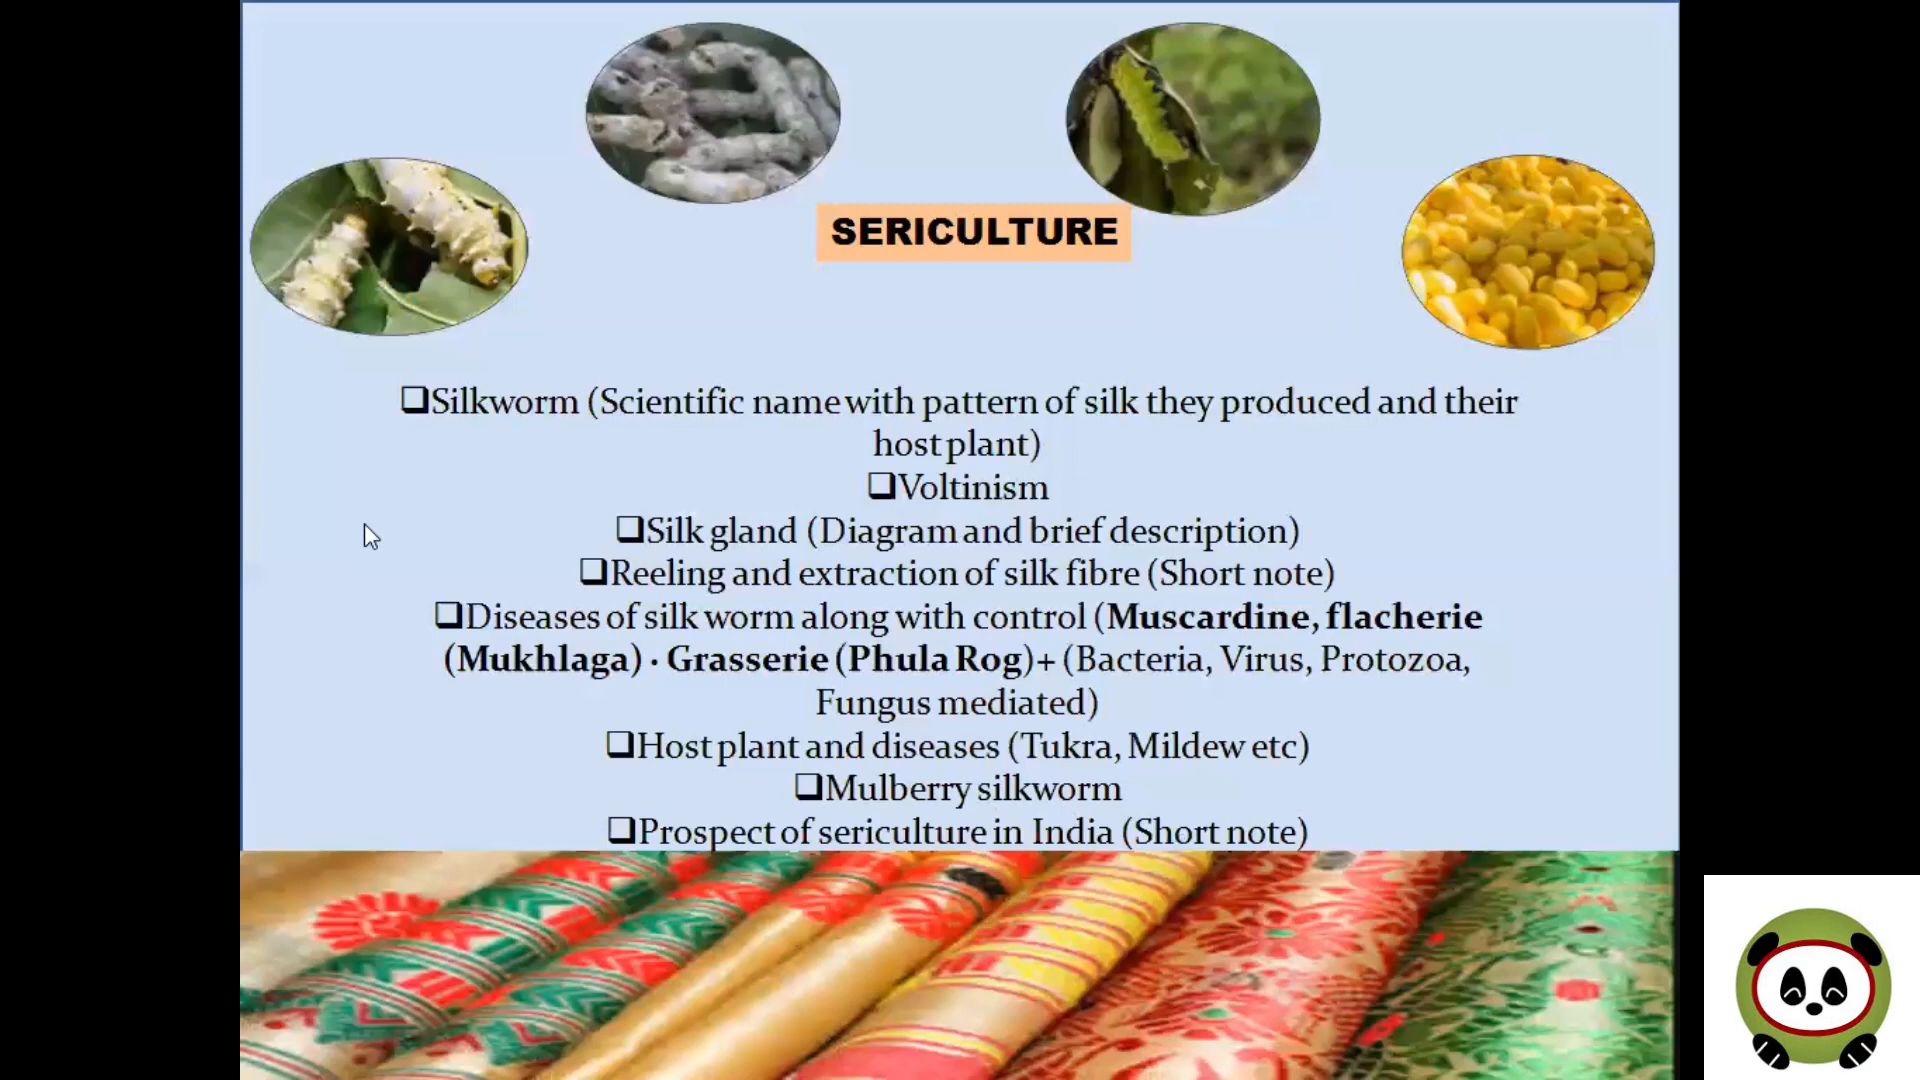 SERICULTURE
❑Silkworm (Scientific name with pattern of silk they produced and their
host plant)
❑Voltinism
❑Silk gland (Diagram and brief description)
❑Reeling and extraction of silk fibre (Short note)
❑Diseases of silk worm along with control (Muscardine, flacherie
(Mukhlaga) · Grasserie (Phula Rog)+ (Bacteria, Virus, Protozoa,
Fungus mediated)
❑Host plant and diseases (Tukra, Mildew etc)
❑Mulberry silkworm
❑Prospect of sericulture in India (Short note)